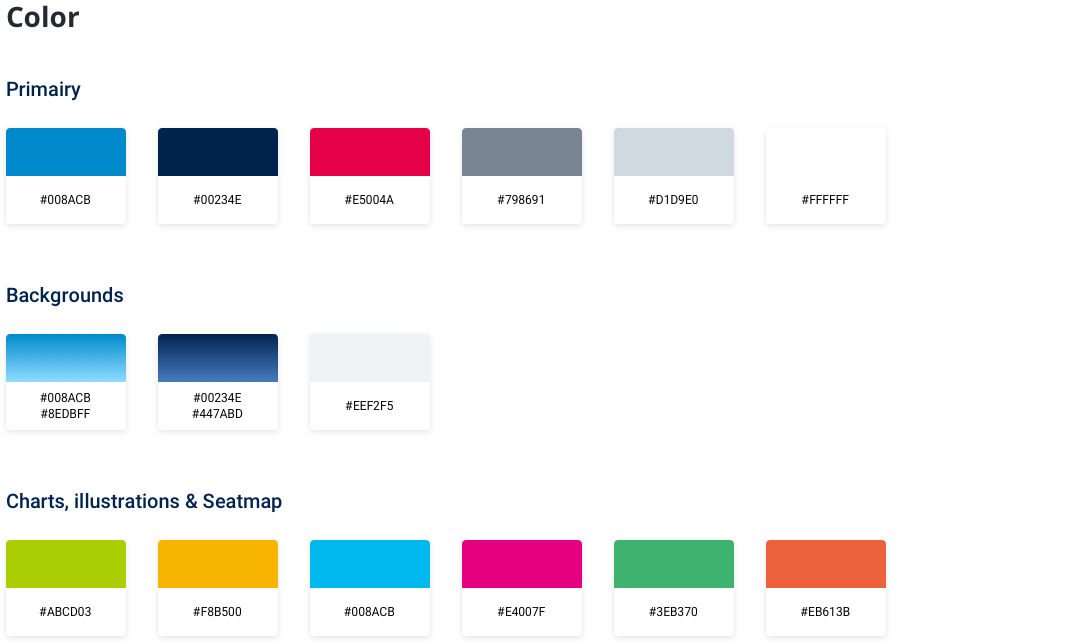 Color
Primairy
#008ACB
#00234E
#E5004A
#798691
#D1D9E0
#FFFFFF
Backgrounds
#008ACB
#8EDBFF
#00234E
#447ABD
#EEF2F5
Charts, illustrations & Seatmap
#ABCD03
#F8B500
#008ACB
#E4007F
#3EB370
#EB613B